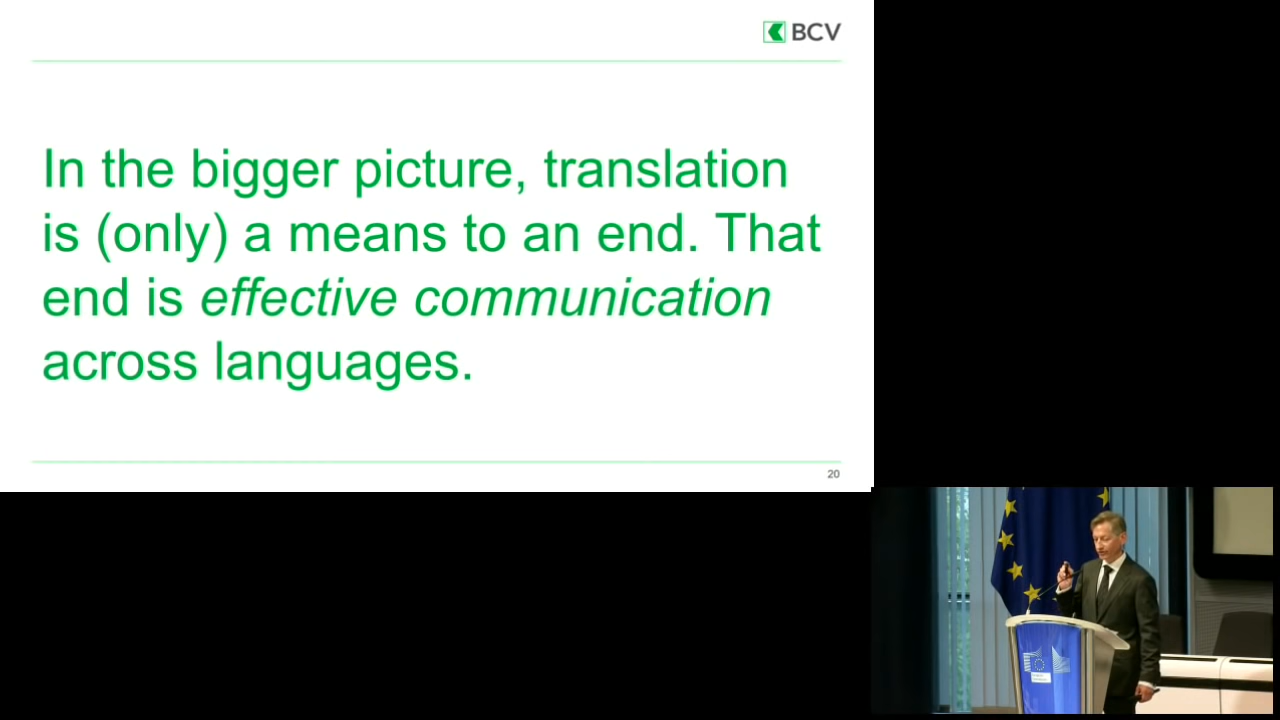 BCV
In the bigger picture, translation
is (only) a means to an end. That
end is effective communication
across languages.
20